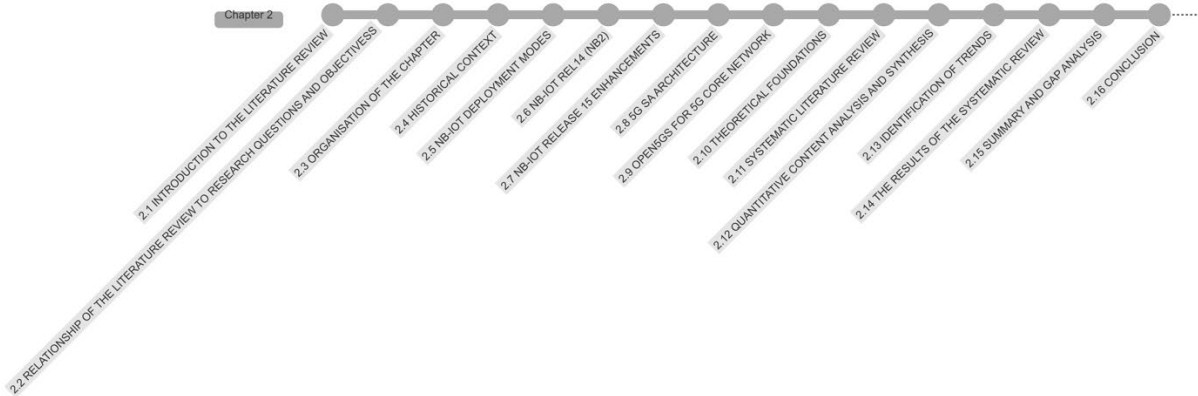 Chapter 2
2.1 INTRODUCTION TO THE LITERATURE REVIEW
2.2 RELATIONSHIP OF THE LITERATURE REVIEW TO RESEARCH QUESTIONS AND OBJECTIVESS
2.3 ORGANISATION OF THE CHAPTER
2.4 HISTORICAL CONTEXT
2.5 NB-IOT DEPLOYMENT MODES
2.6 NB-IOT REL14 (NB2)
2.7 NB-IOT RELEASE 15 ENHANCEMENTS
2.8 5G SA ARCHITECTURE
2.9 OPEN5GS FOR 5G CORE NETWORK
2.10 THEORETICAL FOUNDATIONS
2.11 SYSTEMATIC LITERATURE REVIEW
2.12 QUANTITATIVE CONTENT ANALYSIS AND SYNTHESIS
2.13 IDENTIFICATION OF TRENDS
2.14 THE RESULTS OF THE SYSTEMATIC REVIEW
2.15 SUMMARY AND GAP ANALYSIS
2.16 CONCLUSION